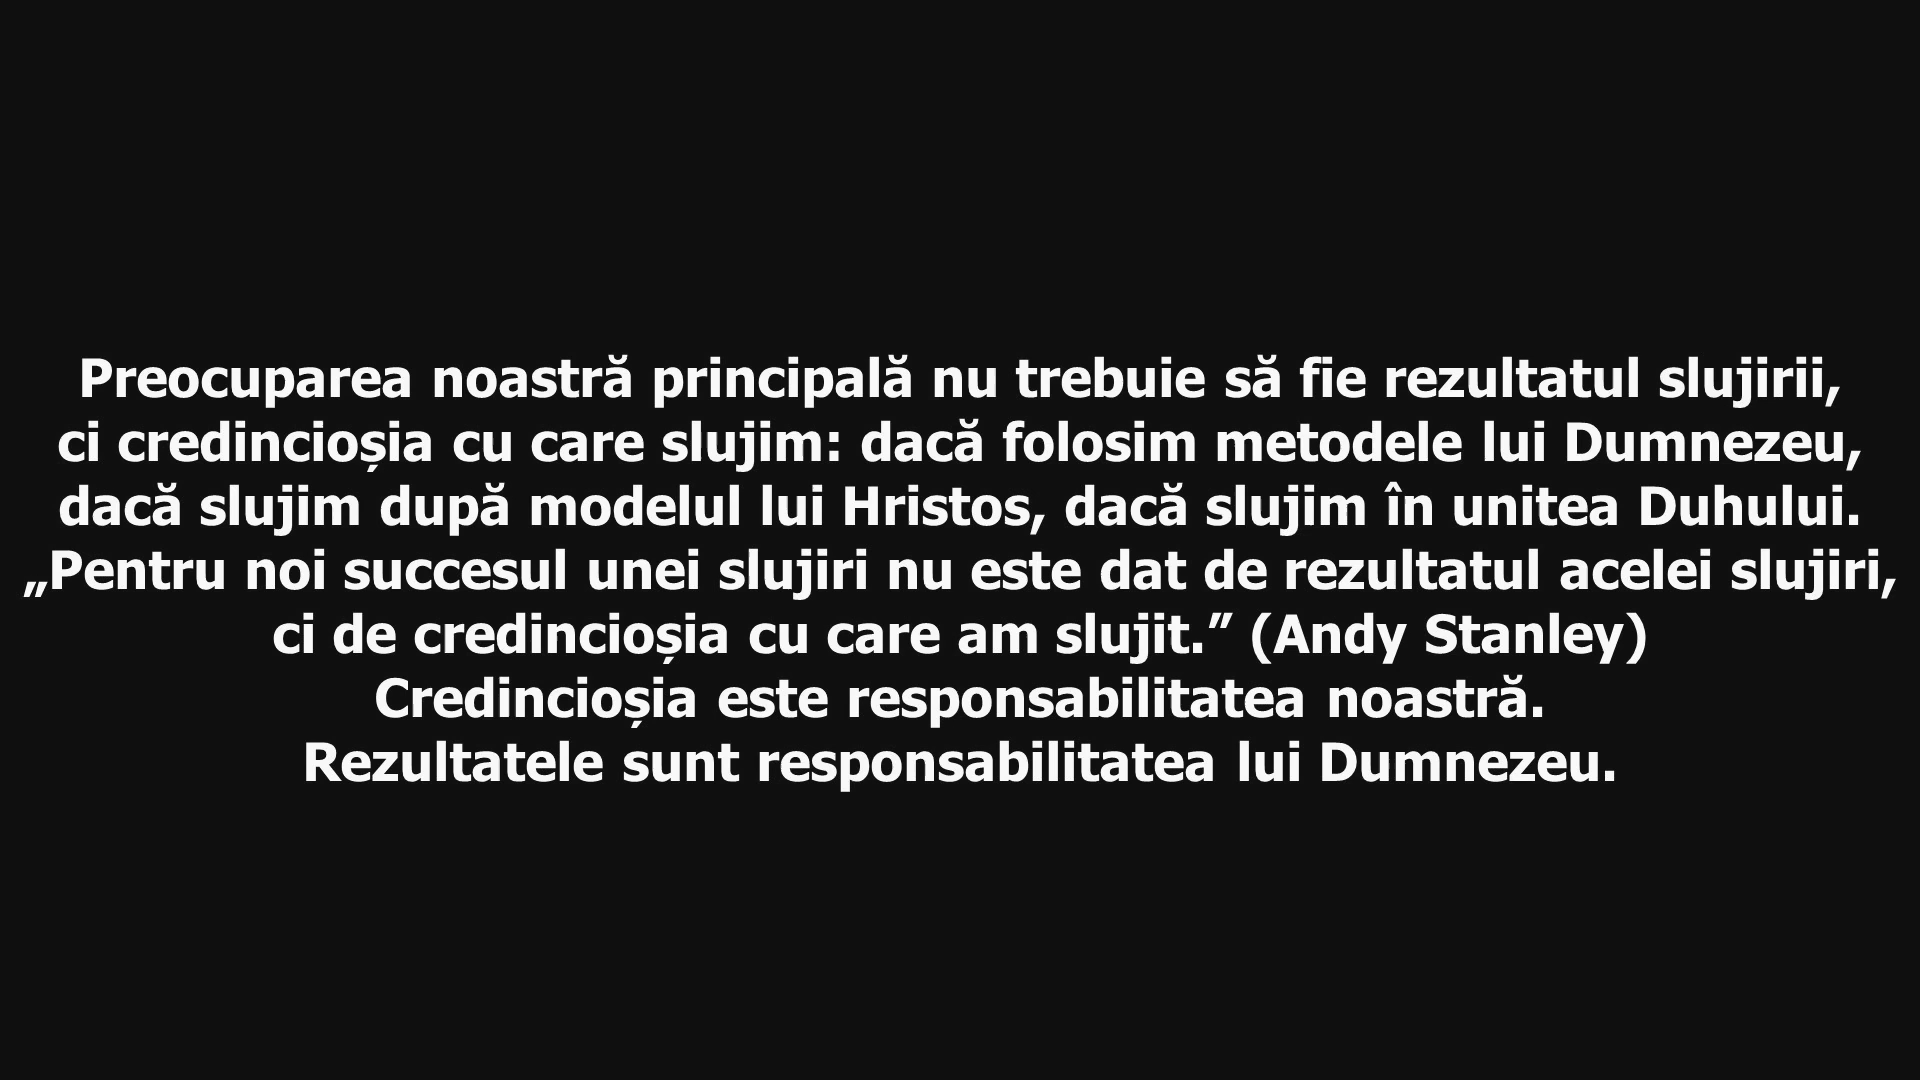 Preocuparea noastră principală nu trebuie să fie rezultatul slujirii,
ci credincioșia cu care slujim: dacă folosim metodele lui Dumnezeu,
dacă slujim după modelul lui Hristos, dacă slujim în unitea Duhului.
„Pentru noi succesul unei slujiri nu este dat de rezultatul acelei slujiri,
ci de credincioșia cu care am slujit.” (Andy Stanley)
Credincioșia este responsabilitatea noastră.
Rezultatele sunt responsabilitatea lui Dumnezeu.